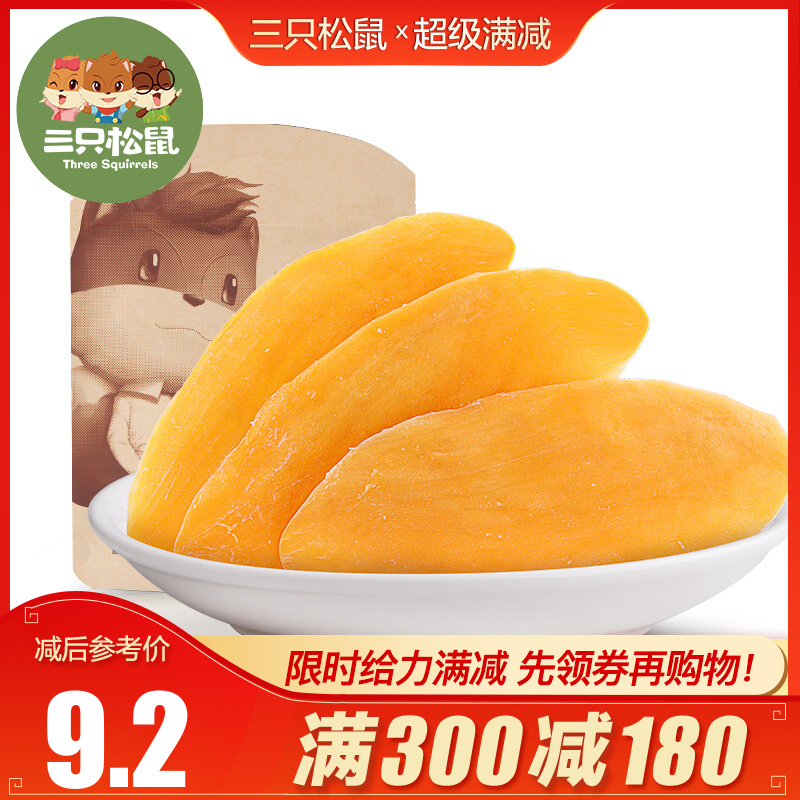 三只松鼠×超级满减
三只松鼠
Three Squirrels
减后参考价
9.2
限时给力满减 先领券再购物!
满300减180